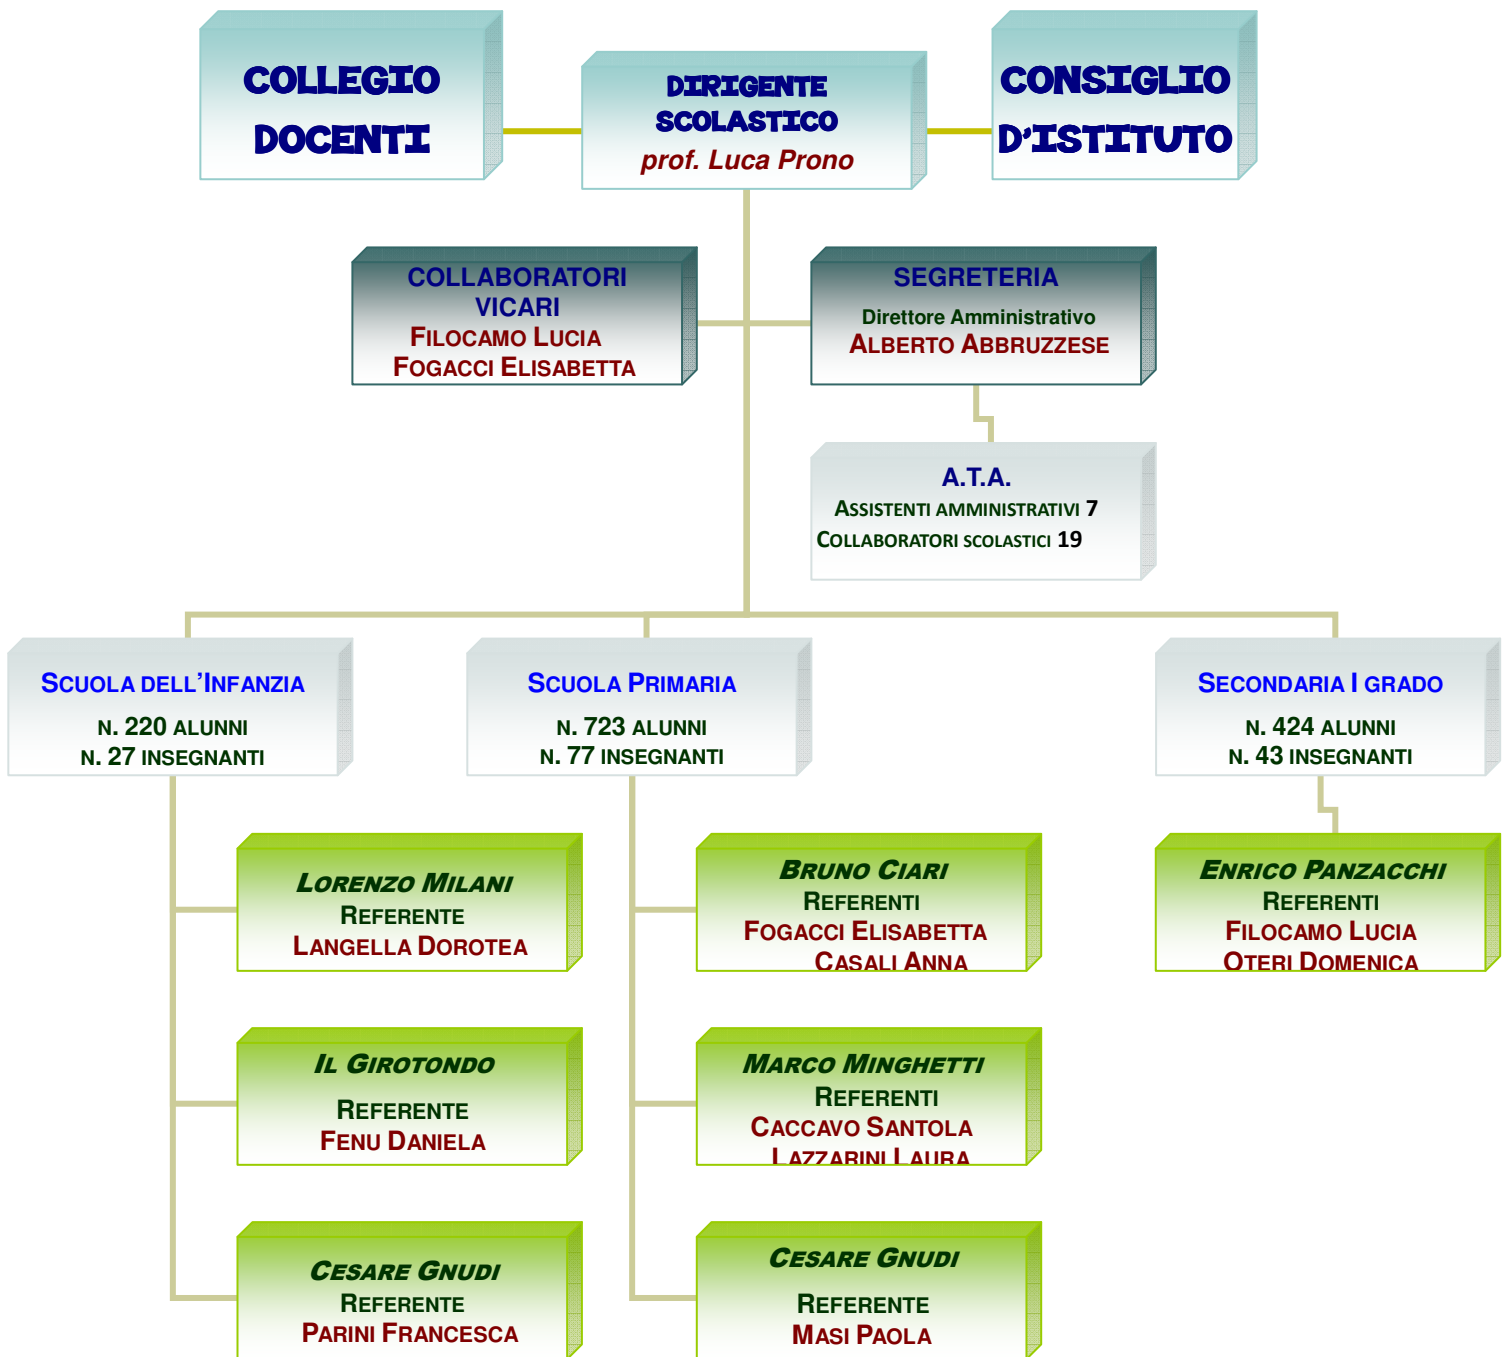 COLLEGIO
DOCENTI
DIRIGENTE
SCOLASTICO
prof. Luca Prono
CONSIGLIO
D'ISTITUTO
COLLABORATORI
VICARI
FILOCAMO LUCIA
FOGACCI ELISABETTA
SEGRETERIA
Direttore Amministrativo
ALBERTO ABBRUZZESE
A.T.A.
ASSISTENTI AMMINISTRATIVI 7
COLLABORATORI SCOLASTICI 19
SCUOLA DELL'INFANZIA
N. 220 ALUNNI
N. 27 INSEGNANTI
SCUOLA PRIMARIA
N. 723 ALUNNI
N. 77 INSEGNANTI
SECONDARIA I GRADO
N. 424 ALUNNI
N. 43 INSEGNANTI
LORENZO MILANI
REFERENTE
LANGELLA DOROTEA
BRUNO CIARI
REFERENTI
FOGACCI ELISABETTA
CASALI ANNA
ENRICO PANZACCHI
REFERENTI
FILOCAMO LUCIA
OTERI DOMENICA
IL GIROTONDO
REFERENTE
FENU DANIELA
MARCO MINGHETTI
REFERENTI
CACCAVO SANTOLA
LAZZARINI LAURA
CESARE GNUDI
REFERENTE
PARINI FRANCESCA
CESARE GNUDI
REFERENTE
MASI PAOLA